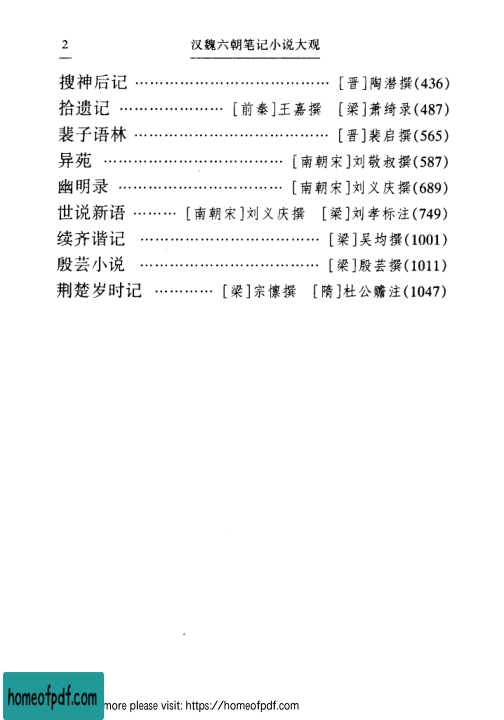 2 汉魏六朝笔记小说大观
搜神后记 ………………………………… [晋]陶潜撰(436)
拾遗记 ………………… [前秦]王嘉撰 [梁]萧绮录(487)
裴子语林 ……………………………… [晋]裴启撰(565)
异苑 ……………………………… [南朝宋]刘敬叔撰(587)
幽明录 …………………………… [南朝宋]刘义庆撰(689)
世说新语 ……… [南朝宋]刘义庆撰 [梁]刘孝标注(749)
续齐谐记 ……………………………… [梁]吴均撰(1001)
殷芸小说 ……………………………… [梁]殷芸撰(1011)
荆楚岁时记 ………… [梁]宗懔撰 [隋]杜公瞻注(1047)
homeofpdf.com more please visit: https://homeofpdf.com